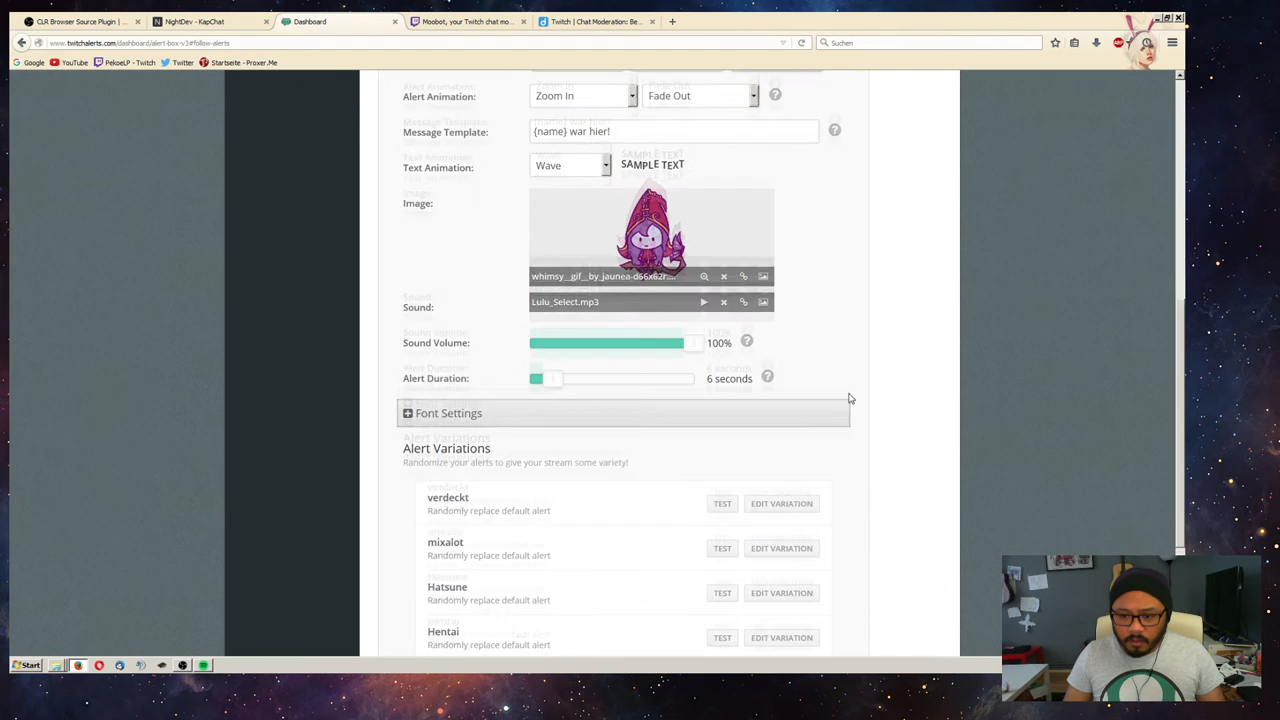 CLR Browser Source Plugin | ...
NightDev - KapChat
Dashboard
Moobot, your Twitch chat mo...
Twitch | Chat Moderation: Be...
www.twitchalerts.com/dashboard/alert-box-v3#follow-alerts
Suchen
Google
YouTube
PekoeLP - Twitch
Twitter
Startseite - Proxer.Me
Alert Animation:
Zoom In
Fade Out
Message Template:
{name} war hier!
Text Animation:
Wave
SAMPLE TEXT
Image:
whimsy__gif__by_jaunea-d66x62r....
Sound:
Lulu_Select.mp3
Sound Volume:
100%
Alert Duration:
6 seconds
Font Settings
Alert Variations
Randomize your alerts to give your stream some variety!
verdeckt
Randomly replace default alert
TEST
EDIT VARIATION
mixalot
Randomly replace default alert
TEST
EDIT VARIATION
Hatsune
Randomly replace default alert
TEST
EDIT VARIATION
Hentai
Randomly replace default alert
TEST
EDIT VARIATION
Start